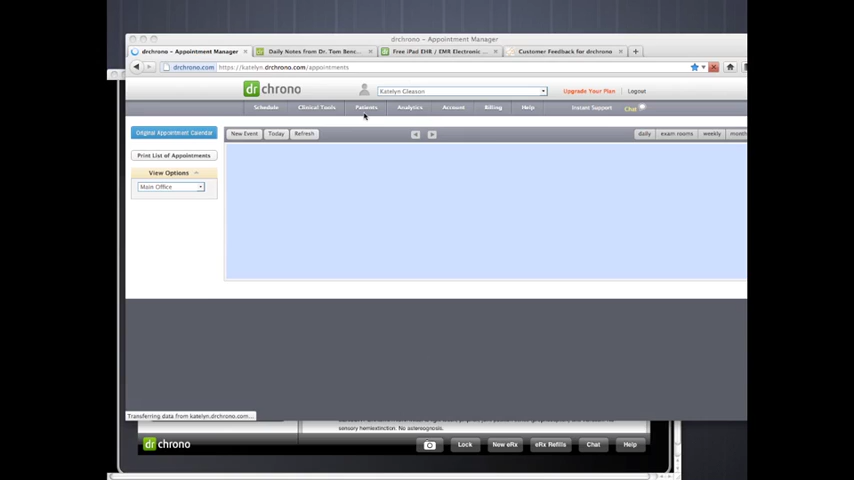 drchrono - Appointment Manager
drchrono - Appointment Manager
Daily Notes from Dr. Tom Benc...
Free iPad EHR / EMR Electronic ...
Customer Feedback for drchrono
drchrono.com
https://katelyn.drchrono.com/appointments
dr chrono
Katelyn Gleason
Upgrade Your Plan
Logout
Schedule
Clinical Tools
Patients
Analytics
Account
Billing
Help
Instant Support
Chat
Original Appointment Calendar
New Event
Today
Refresh
daily
exam rooms
weekly
month
Print List of Appointments
View Options
Main Office
Transferring data from katelyn.drchrono.com...
sensory hemiextinction. No astereognosis.
dr chrono
Lock
New eRx
eRx Refills
Chat
Help